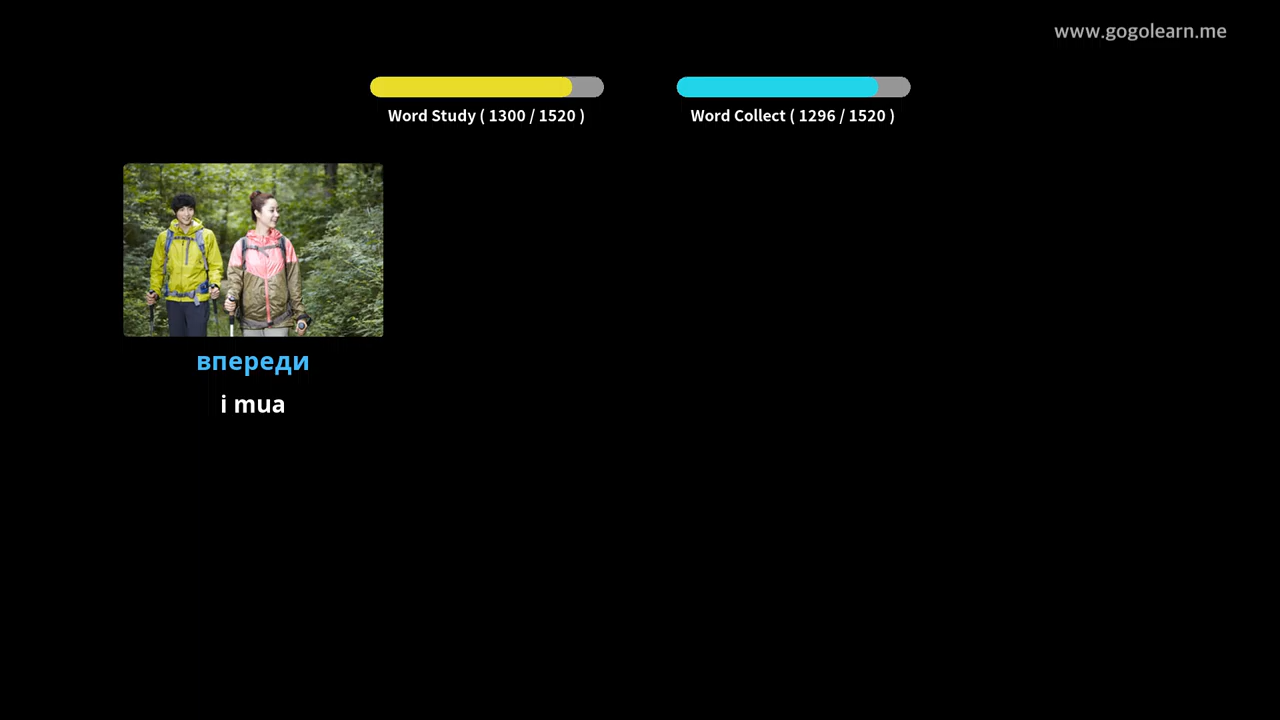 www.gogolearn.me
Word Study ( 1300 / 1520 )
Word Collect ( 1296 / 1520 )
впереди
i mua